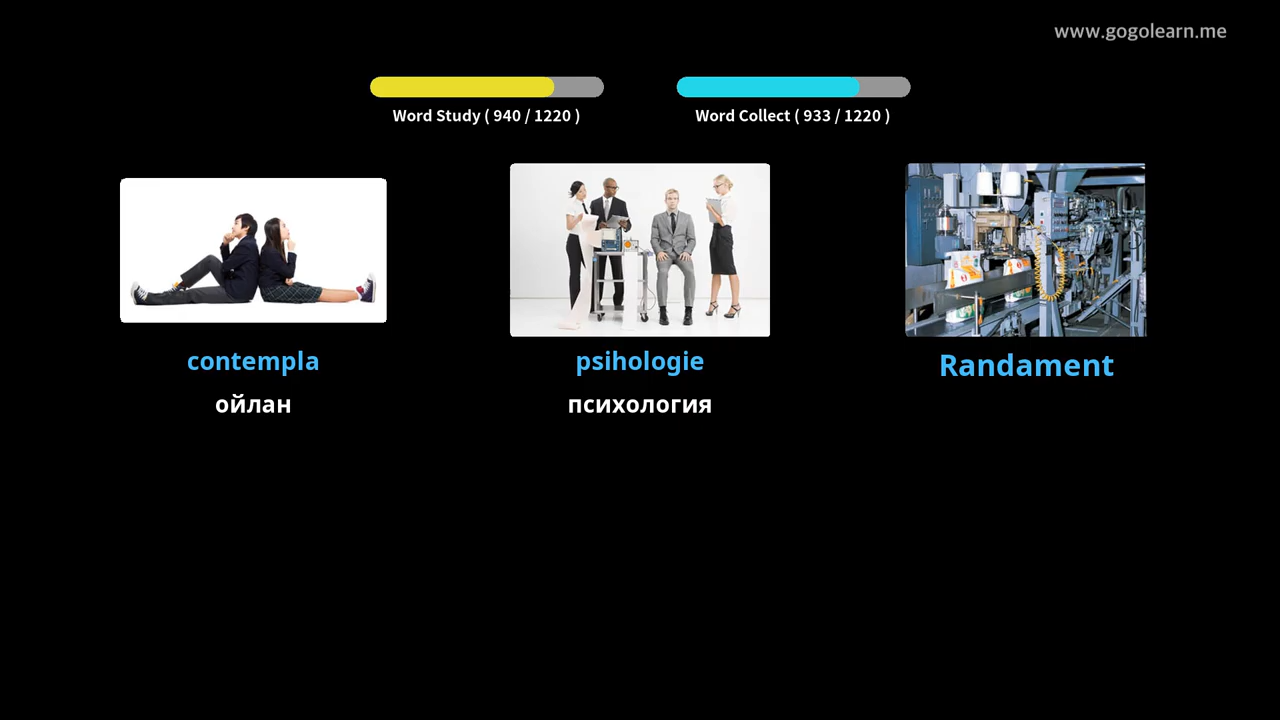 www.gogolearn.me
Word Study ( 940 / 1220 )
Word Collect ( 933 / 1220 )
contempla
psihologie
Randament
ойлан
психология